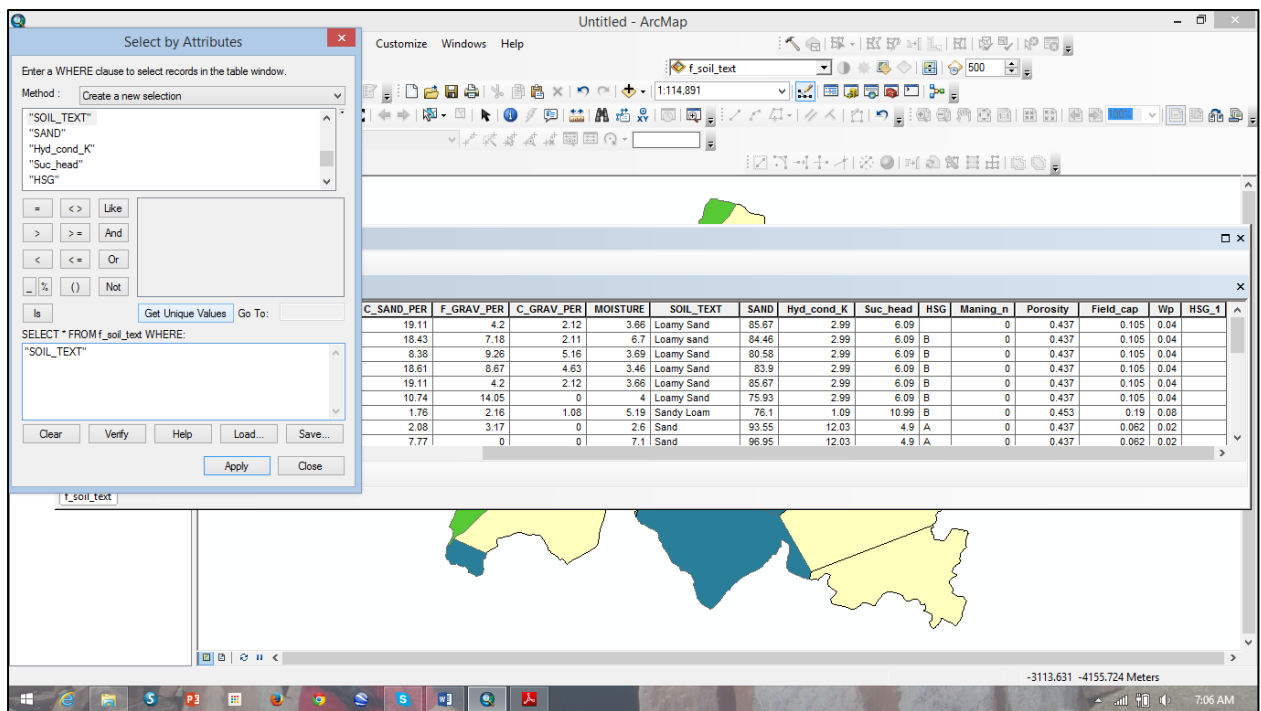 Untitled - ArcMap
Select by Attributes
Customize Windows Help
Enter a WHERE clause to select records in the table window.
f_soil_text
500
Method : Create a new selection
1:114,891
"SOIL_TEXT"
"SAND"
"Hyd_cond_K"
"Suc_head"
"HSG"
100%
= <> Like
> >= And
< <= Or
_ % () Not
Is Get Unique Values Go To:
SELECT * FROM f_soil_text WHERE:
"SOIL_TEXT"
Clear Verify Help Load... Save...
Apply Close
C_SAND_PER F_GRAV_PER C_GRAV_PER MOISTURE SOIL_TEXT SAND Hyd_cond_K Suc_head HSG Maning_n Porosity Field_cap Wp HSG_1
19.11 4.2 2.12 3.66 Loamy Sand 85.67 2.99 6.09 0 0.437 0.105 0.04
18.43 7.18 2.11 6.7 Loamy sand 84.46 2.99 6.09 B 0 0.437 0.105 0.04
8.38 9.26 5.16 3.69 Loamy Sand 80.58 2.99 6.09 B 0 0.437 0.105 0.04
18.61 8.67 4.63 3.46 Loamy Sand 83.9 2.99 6.09 B 0 0.437 0.105 0.04
19.11 4.2 2.12 3.66 Loamy Sand 85.67 2.99 6.09 B 0 0.437 0.105 0.04
10.74 14.05 0 4 Loamy Sand 75.93 2.99 6.09 B 0 0.437 0.105 0.04
1.76 2.16 1.08 5.19 Sandy Loam 76.1 1.09 10.99 B 0 0.453 0.19 0.08
2.08 3.17 0 2.6 Sand 93.55 12.03 4.9 A 0 0.437 0.062 0.02
7.77 0 0 7.1 Sand 96.95 12.03 4.9 A 0 0.437 0.062 0.02
f_soil_text
-3113.631 -4155.724 Meters
7:06 AM